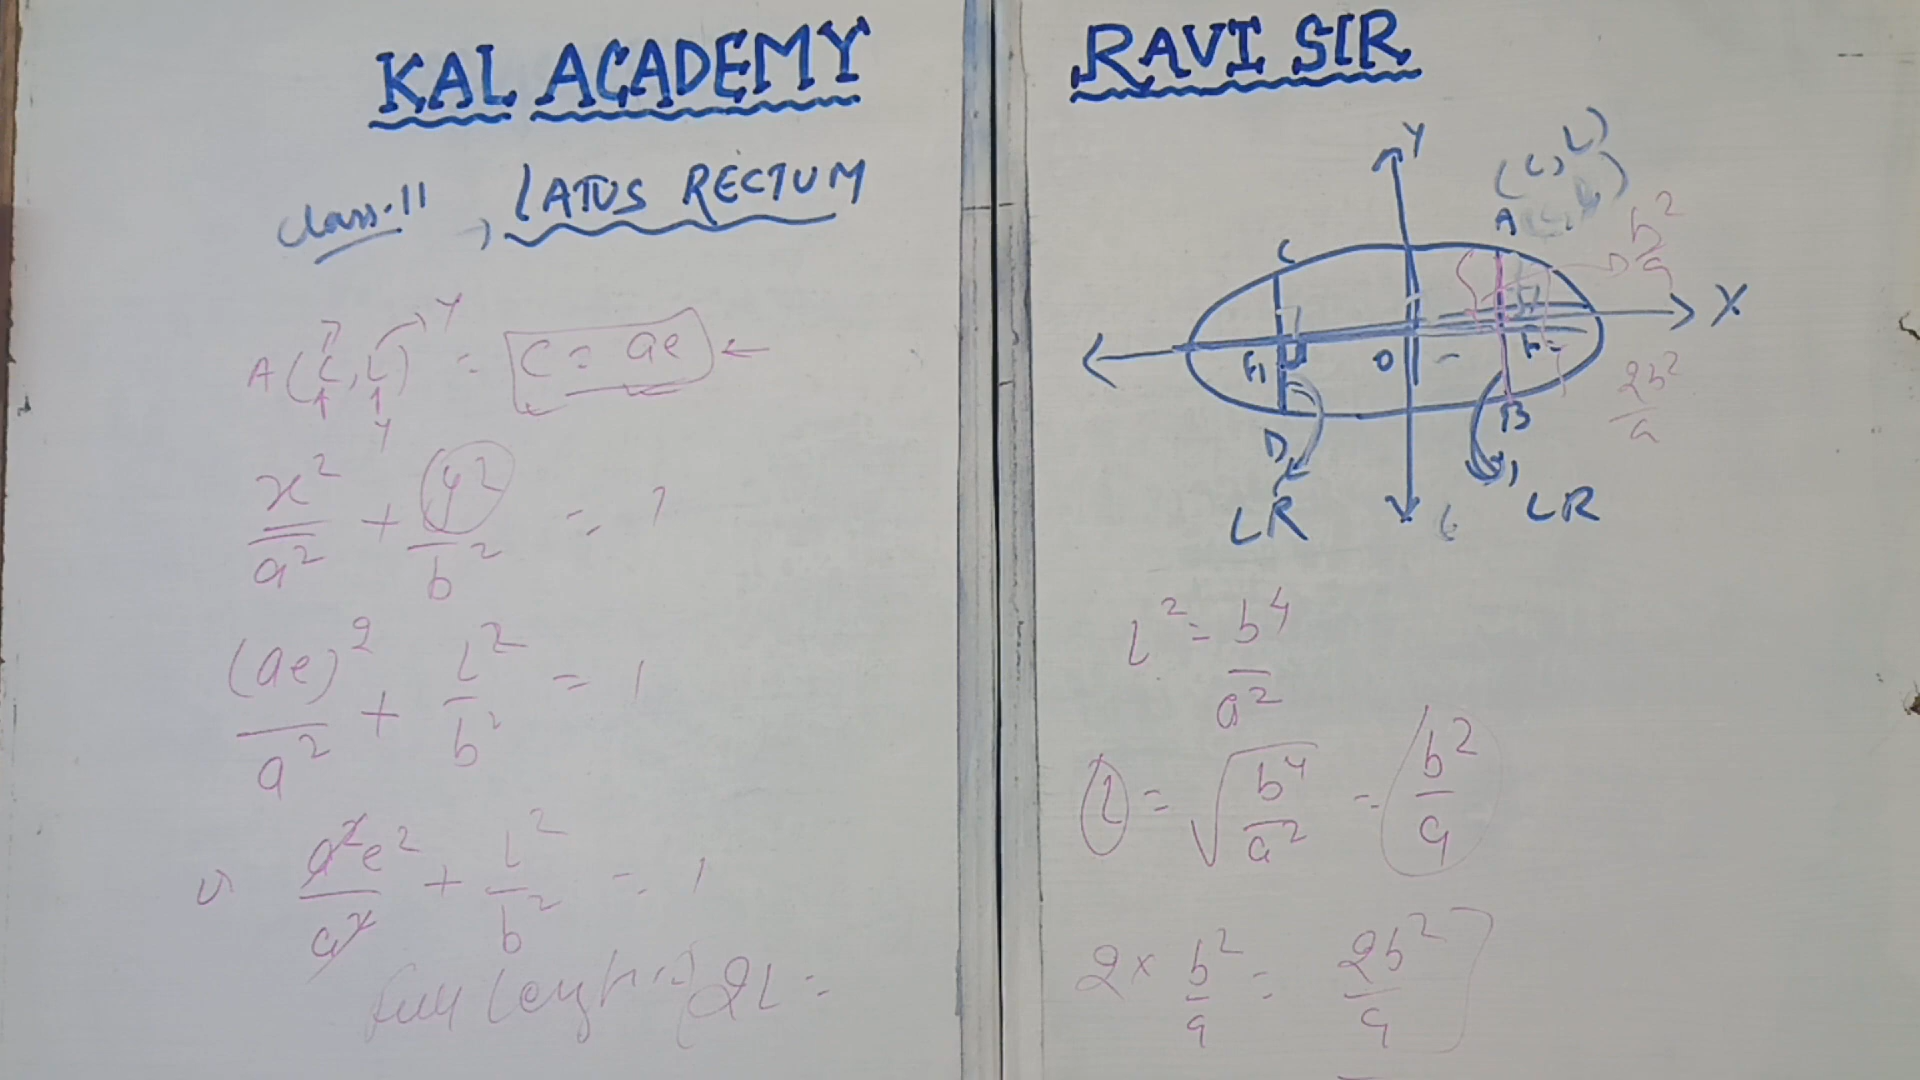 KAL ACADEMY
class-11, LATUS RECTUM
A(c, L) = c = ae ←
x²/a² + y²/b² = 1
(ae)²/a² + L²/b² = 1
a²e²/a² + L²/b² = 1
full length = 2L =
RAVI SIR
Y
(c, L)
A
b²/a
C
X
F₁ O F₂
2b²/a
D B
LR LR
L² = b⁴/a²
L = √b⁴/a² = b²/a
2 × b²/a = 2b²/a